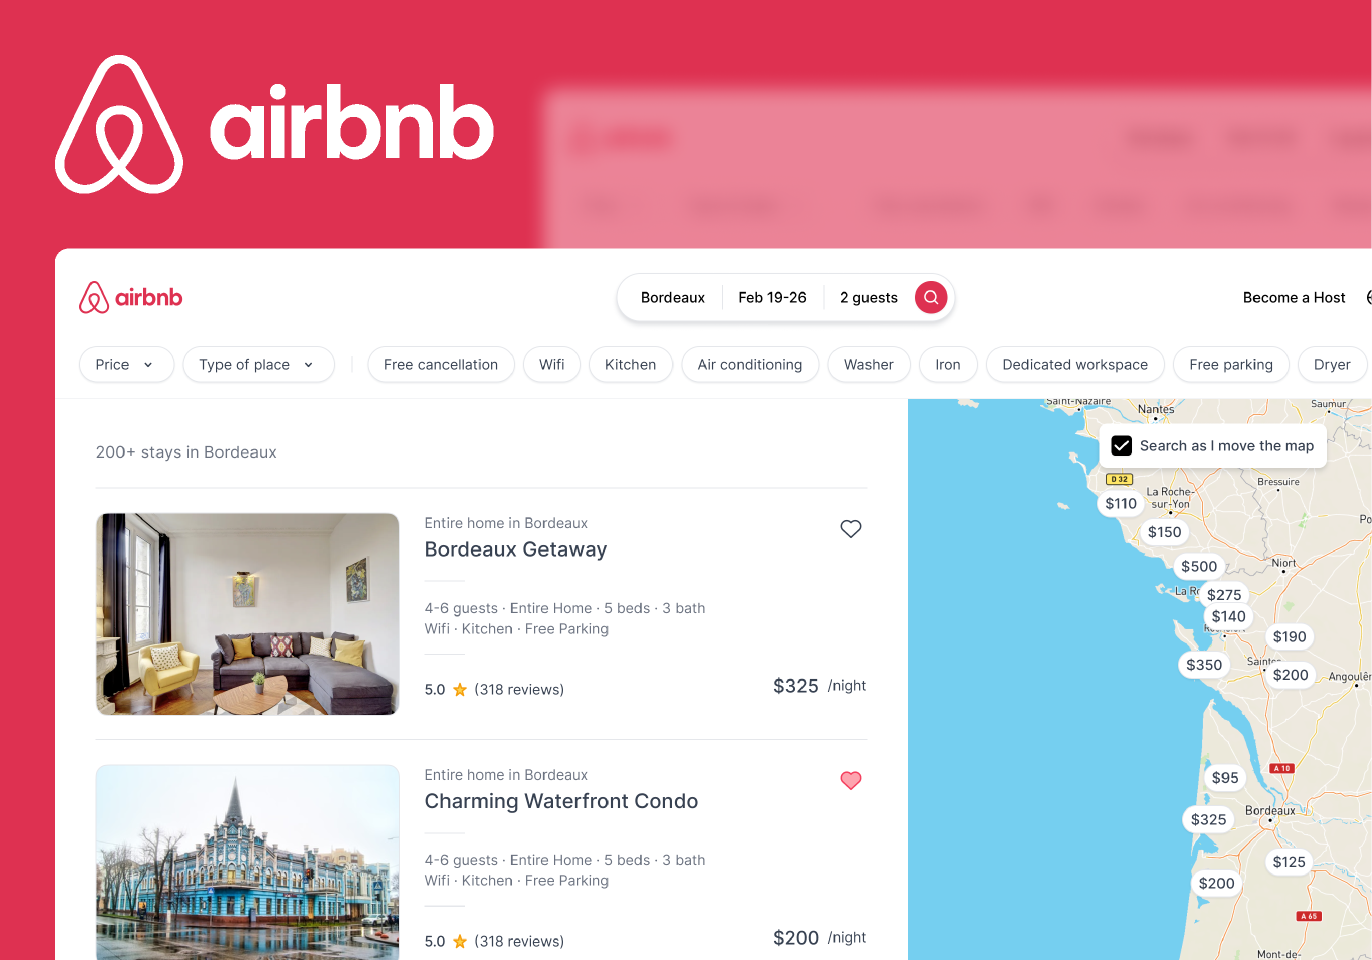 airbnb
airbnb
Bordeaux
Feb 19-26
2 guests
Become a Host
Price
Type of place
Free cancellation
Wifi
Kitchen
Air conditioning
Washer
Iron
Dedicated workspace
Free parking
Dryer
200+ stays in Bordeaux
Entire home in Bordeaux
Bordeaux Getaway
4-6 guests · Entire Home · 5 beds · 3 bath
Wifi · Kitchen · Free Parking
5.0 (318 reviews)
$325 /night
Entire home in Bordeaux
Charming Waterfront Condo
4-6 guests · Entire Home · 5 beds · 3 bath
Wifi · Kitchen · Free Parking
5.0 (318 reviews)
$200 /night
Saint-Nazaire
Nantes
Saumur
Search as I move the map
D 32
Bressuire
$110
La Roche-
sur-Yon
$150
$500
Niort
$275
$140
$190
$350
$200
A 10
$95
$325
Bordeaux
$125
$200
A 65
Mont-de-